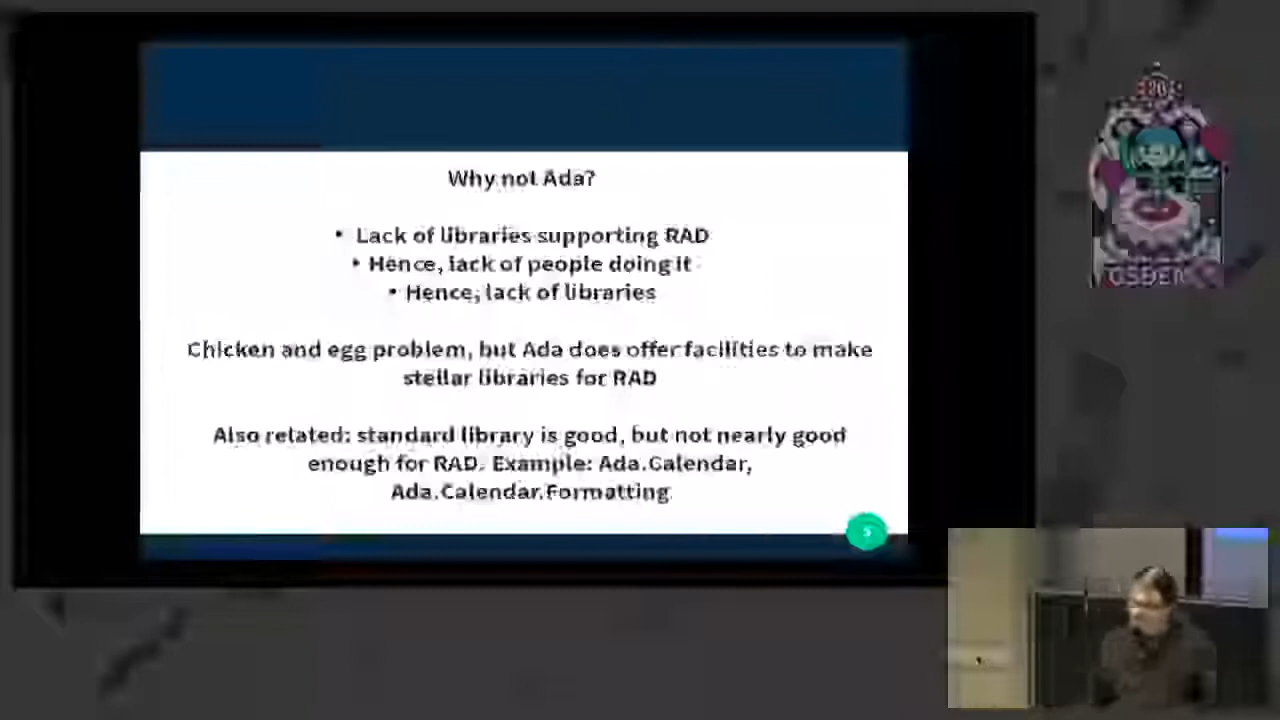 Why not Ada?
• Lack of libraries supporting RAD
• Hence, lack of people doing it
• Hence, lack of libraries
Chicken and egg problem, but Ada does offer facilities to make
stellar libraries for RAD
Also related: standard library is good, but not nearly good
enough for RAD. Example: Ada.Calendar,
Ada.Calendar.Formatting